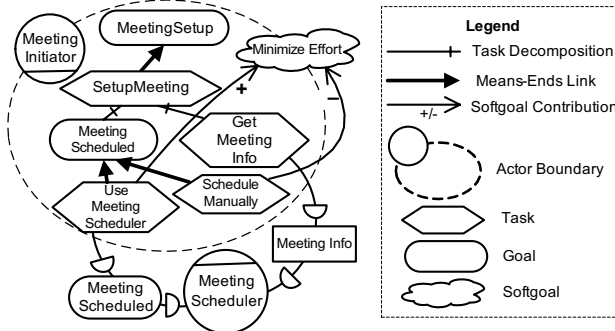 Meeting
Initiator
MeetingSetup
Minimize Effort
SetupMeeting
+
−
Meeting
Scheduled
Get
Meeting
Info
Use
Meeting
Scheduler
Schedule
Manually
Meeting Info
Meeting
Scheduled
Meeting
Scheduler
Legend
Task Decomposition
Means-Ends Link
Softgoal Contribution
+/-
Actor Boundary
Task
Goal
Softgoal